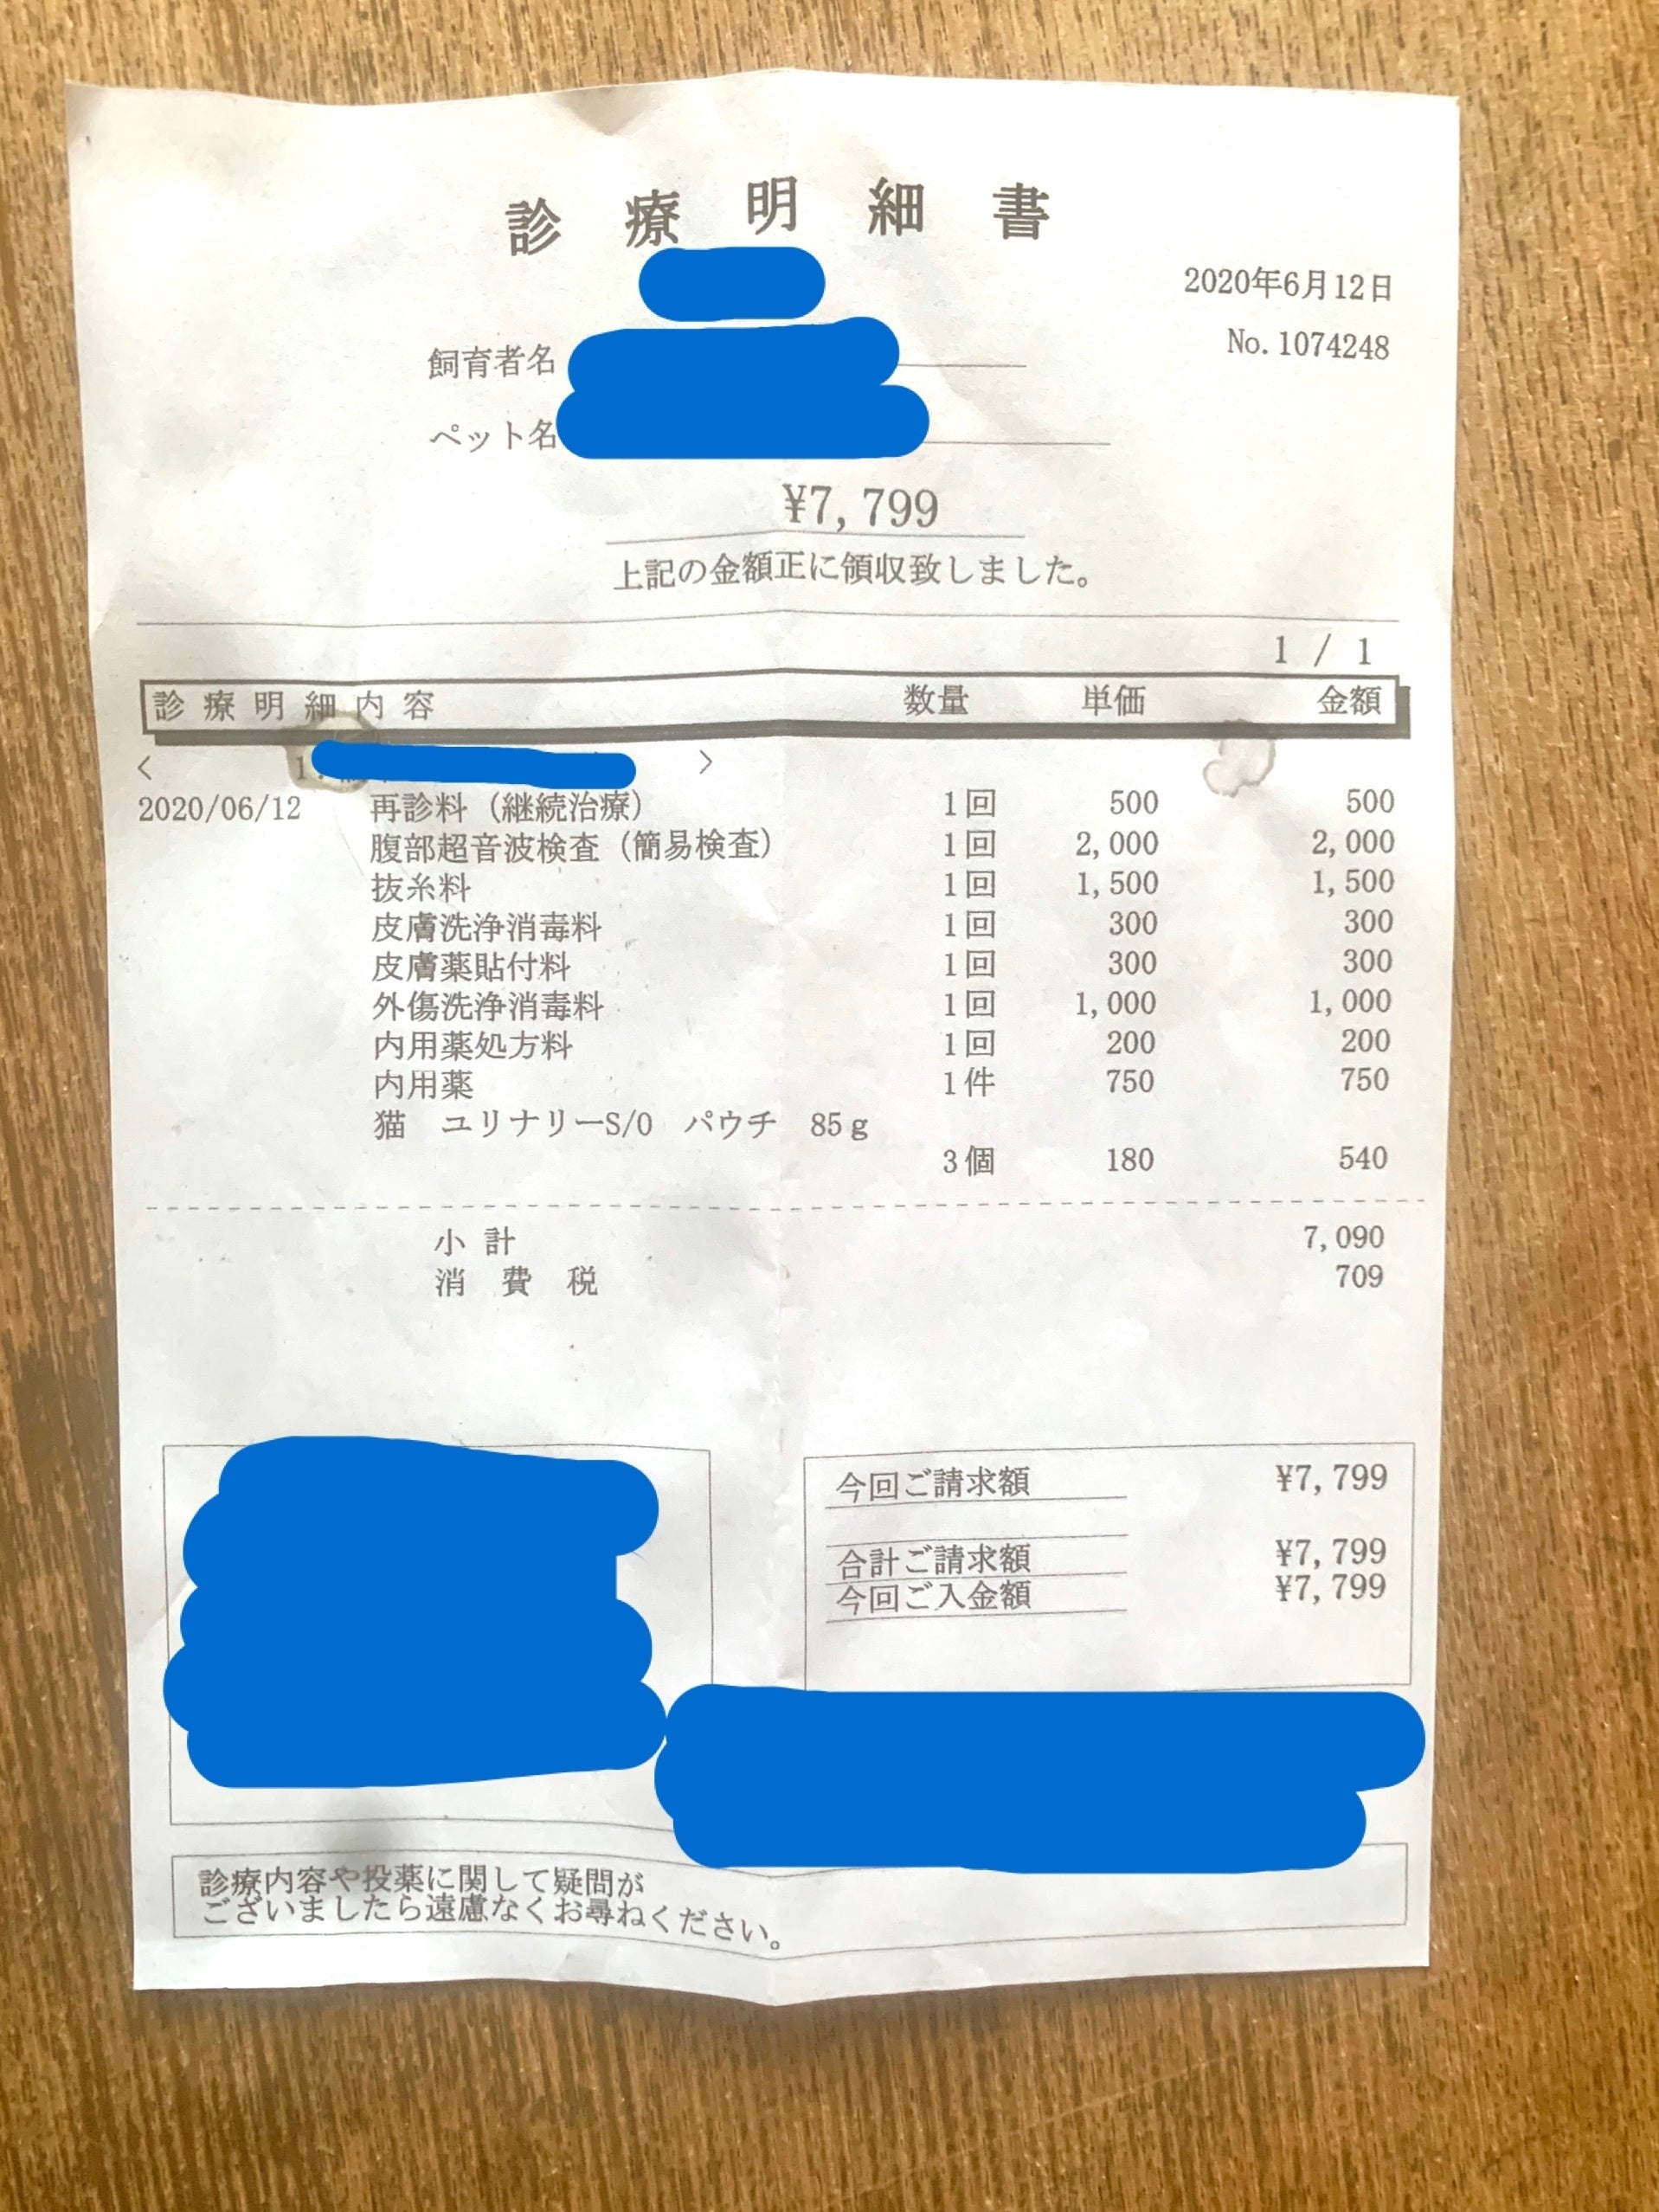 診療明細書
2020年6月12日
No. 1074248
飼育者名
ペット名
¥7,799
上記の金額正に領収致しました。
1 / 1
診療明細内容 数量 単価 金額
< 1. >
2020/06/12 再診料（継続治療） 1回 500 500
腹部超音波検査（簡易検査） 1回 2,000 2,000
抜糸料 1回 1,500 1,500
皮膚洗浄消毒料 1回 300 300
皮膚薬貼付料 1回 300 300
外傷洗浄消毒料 1回 1,000 1,000
内用薬処方料 1回 200 200
内用薬 1件 750 750
猫 ユリナリーS/O パウチ 85g
3個 180 540
小計 7,090
消費税 709
今回ご請求額 ¥7,799
合計ご請求額 ¥7,799
今回ご入金額 ¥7,799
診療内容や投薬に関して疑問が
ございましたら遠慮なくお尋ねください。